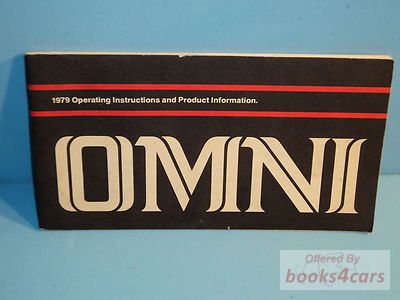 1979 Operating Instructions and Product Information.
OMNI
Offered By
books4cars